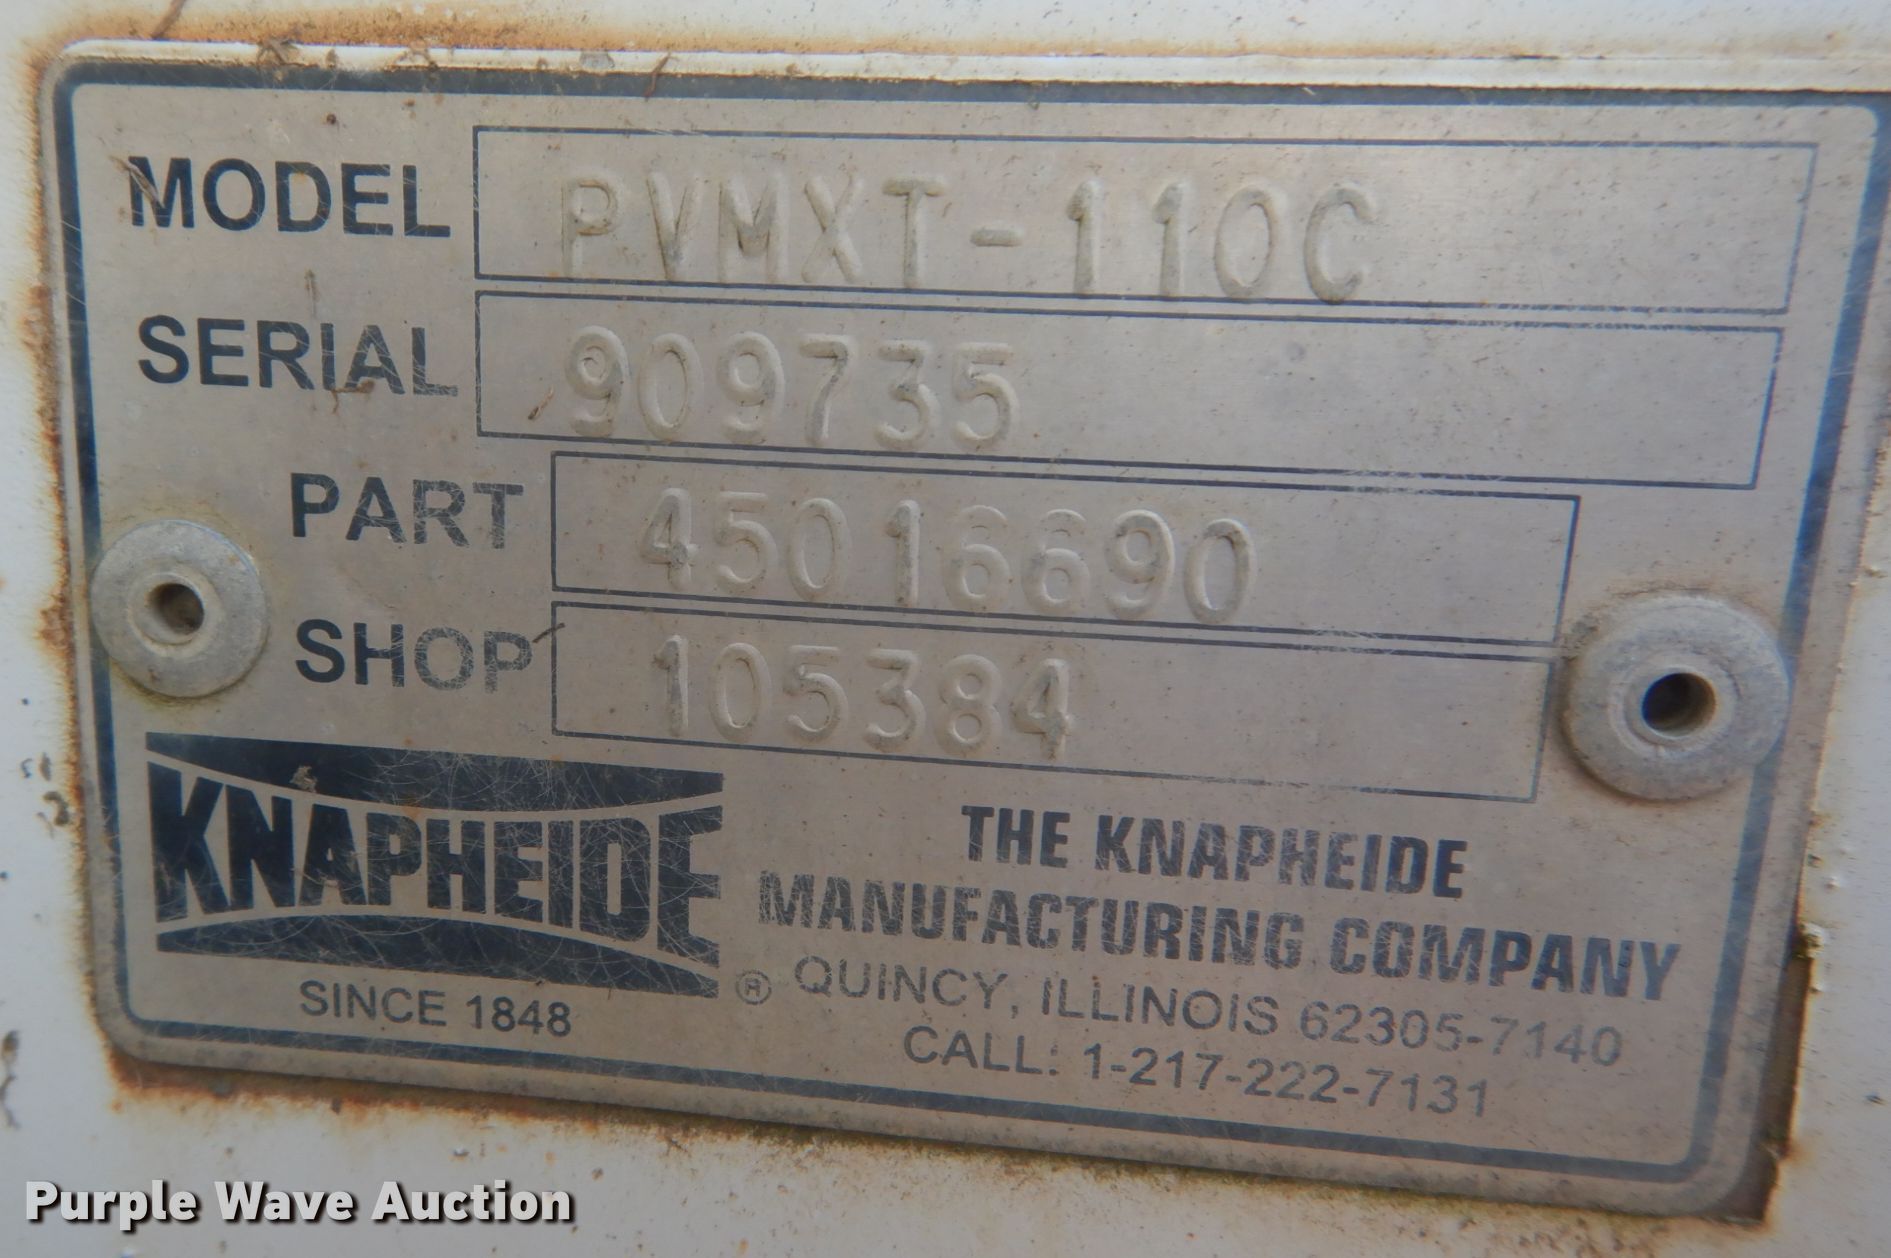 MODEL PVMXT-110C
SERIAL 909735
PART 45016690
SHOP 105384
KNAPHEIDE ®
SINCE 1848
THE KNAPHEIDE
MANUFACTURING COMPANY
QUINCY, ILLINOIS 62305-7140
CALL: 1-217-222-7131
Purple Wave Auction